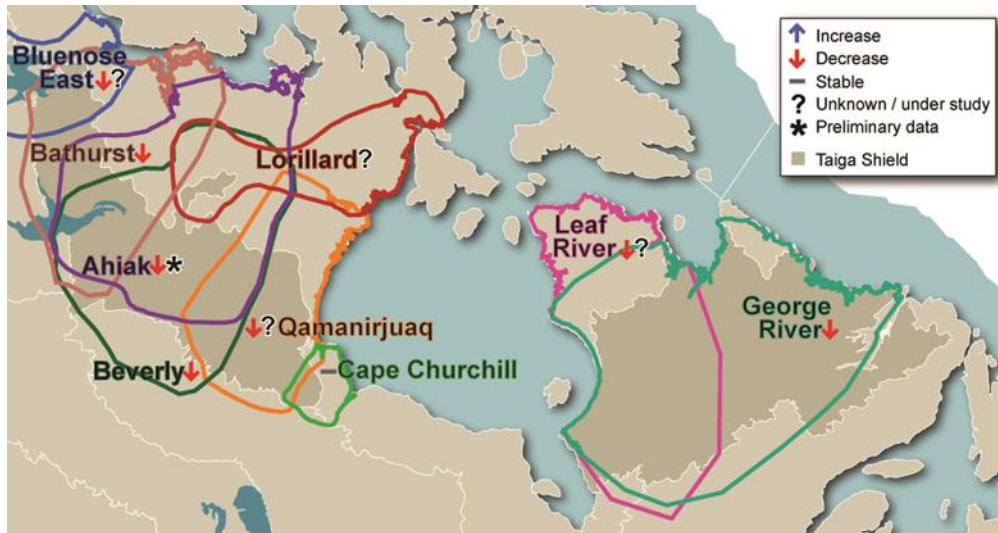 Bluenose
East ?
Bathurst
Lorillard?
Ahiak *
? Qamanirjuaq
Beverly
Cape Churchill
Leaf
River ?
George
River
Increase
Decrease
Stable
? Unknown / under study
* Preliminary data
Taiga Shield